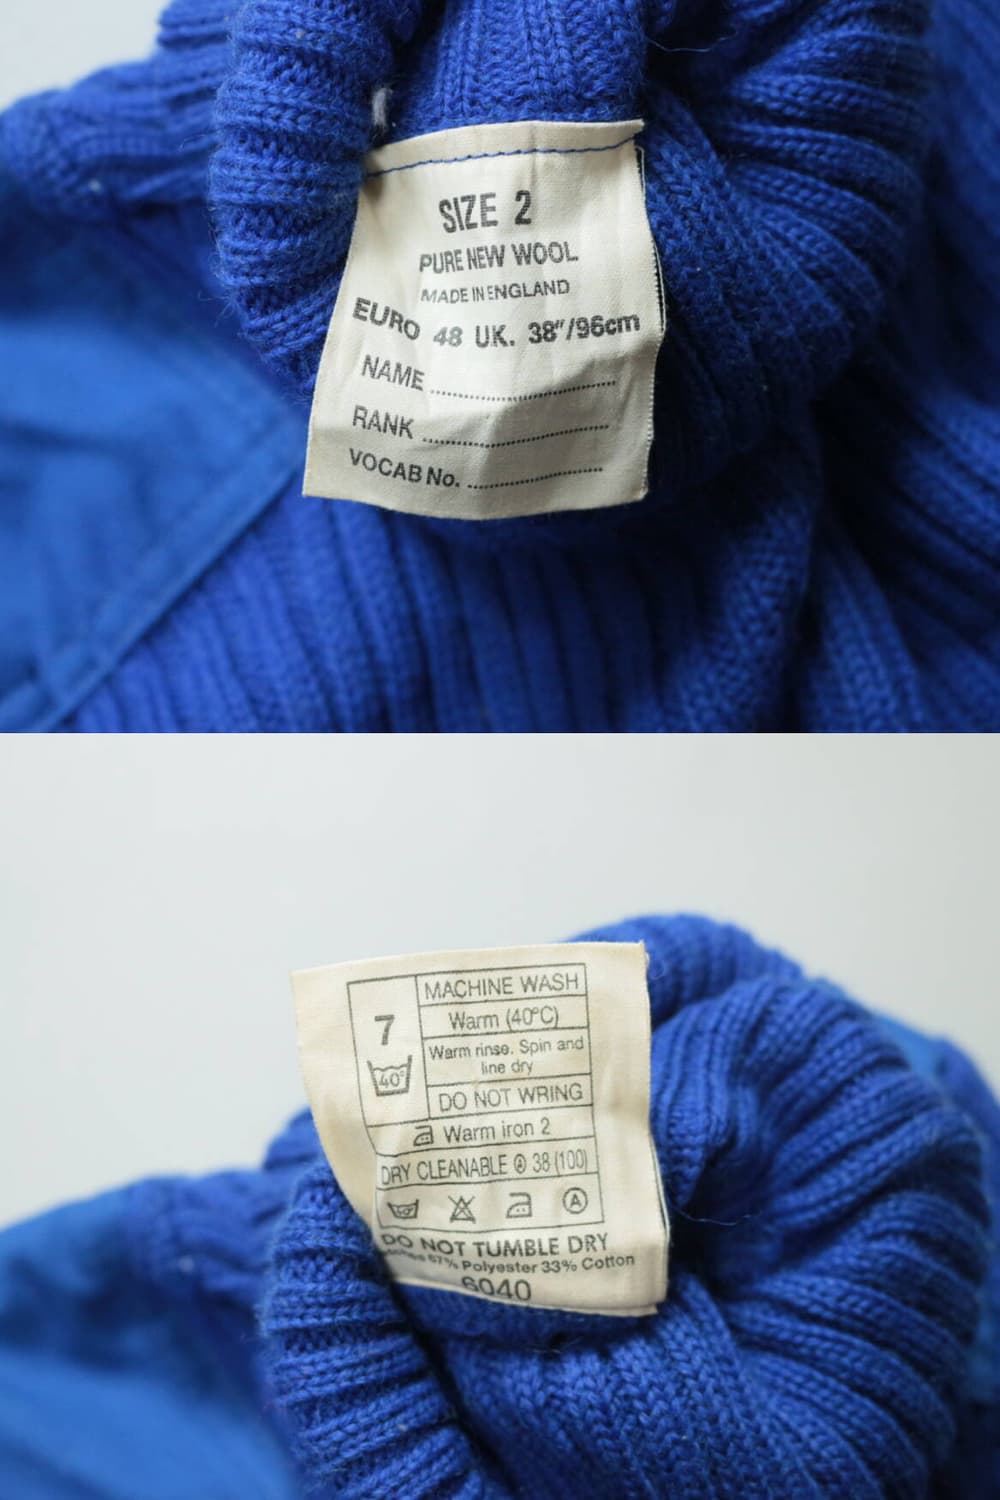 SIZE 2
PURE NEW WOOL
MADE IN ENGLAND
EURO 48 UK. 38"/96cm
NAME
RANK
VOCAB No.
7
40°
MACHINE WASH
Warm (40°C)
Warm rinse. Spin and
line dry
DO NOT WRING
Warm iron 2
DRY CLEANABLE Ⓐ 38 (100)
A
DO NOT TUMBLE DRY
67% Polyester 33% Cotton
6040